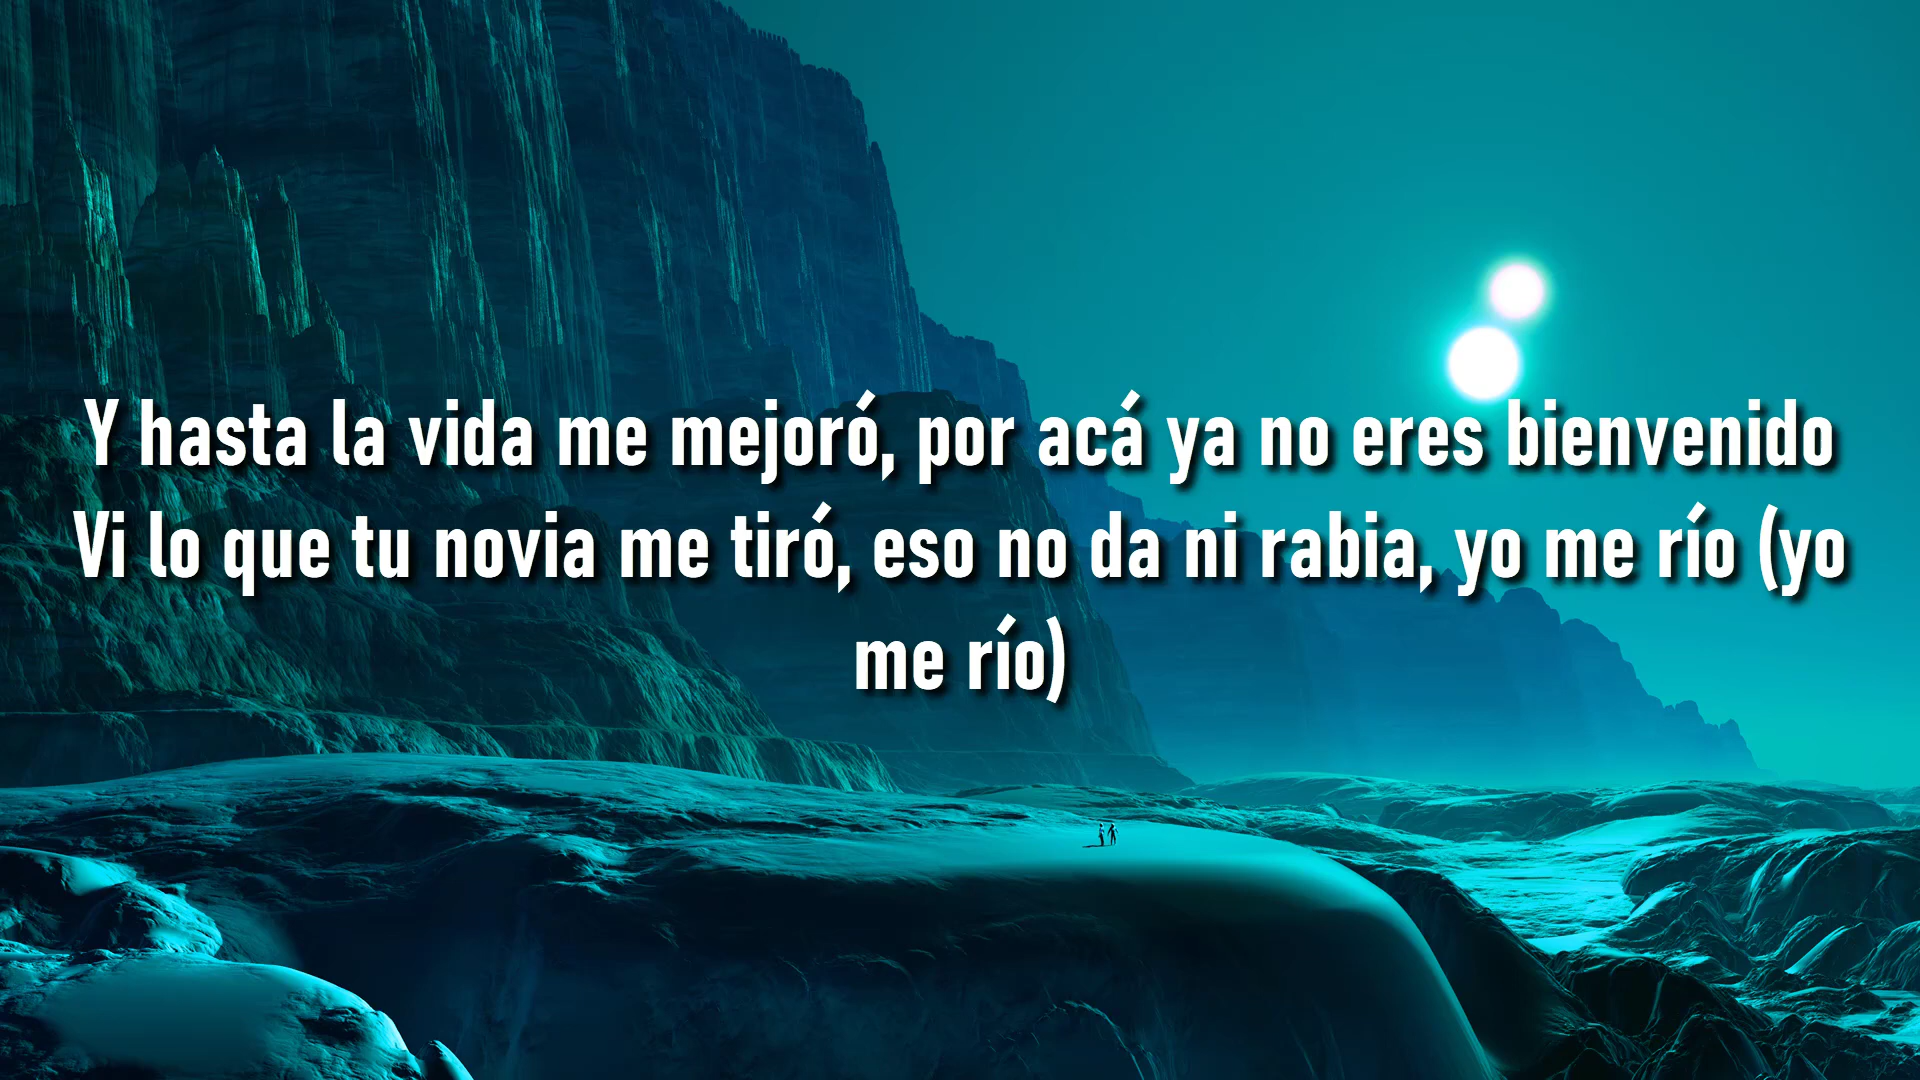 Y hasta la vida me mejoró, por acá ya no eres bienvenido
Vi lo que tu novia me tiró, eso no da ni rabia, yo me río (yo
me río)